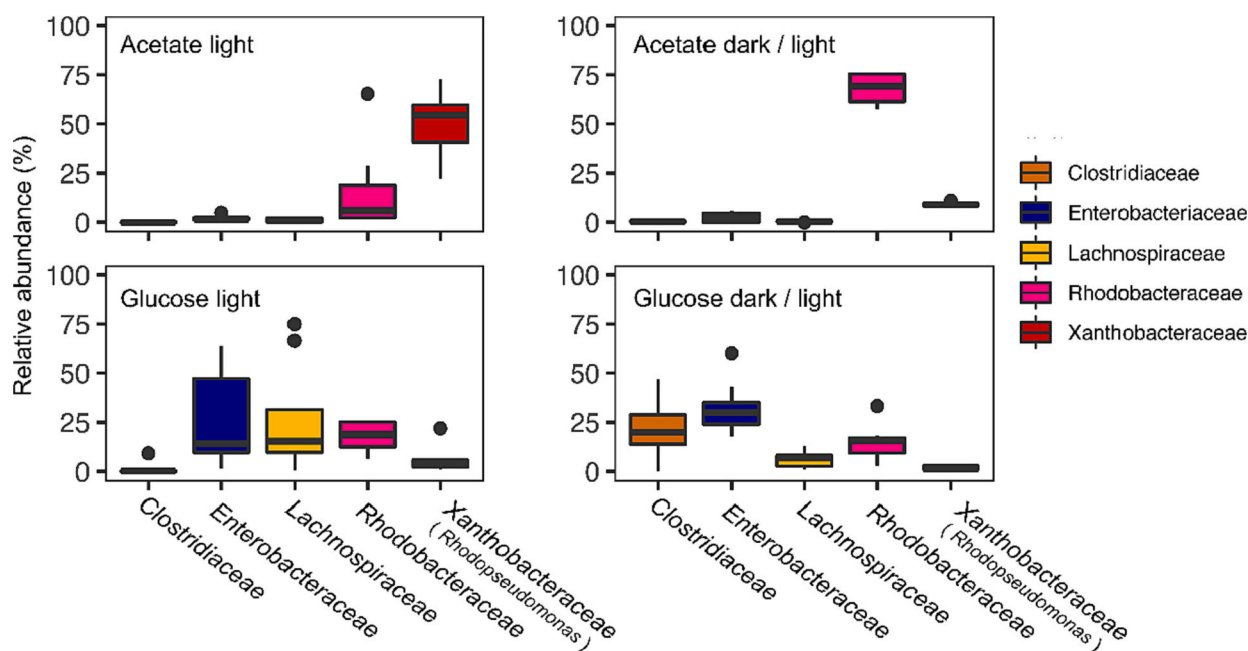 Relative abundance (%)
100
75
50
25
0
Acetate light
100
75
50
25
0
Acetate dark / light
100
75
50
25
0
Glucose light
100
75
50
25
0
Glucose dark / light
Clostridiaceae
Enterobacteraceae
Lachnospiraceae
Rhodobacteraceae
Xanthobacteraceae
( Rhodopseudomonas )
Clostridiaceae
Enterobacteraceae
Lachnospiraceae
Rhodobacteraceae
Xanthobacteraceae
( Rhodopseudomonas )
Clostridiaceae
Enterobacteriaceae
Lachnospiraceae
Rhodobacteraceae
Xanthobacteraceae